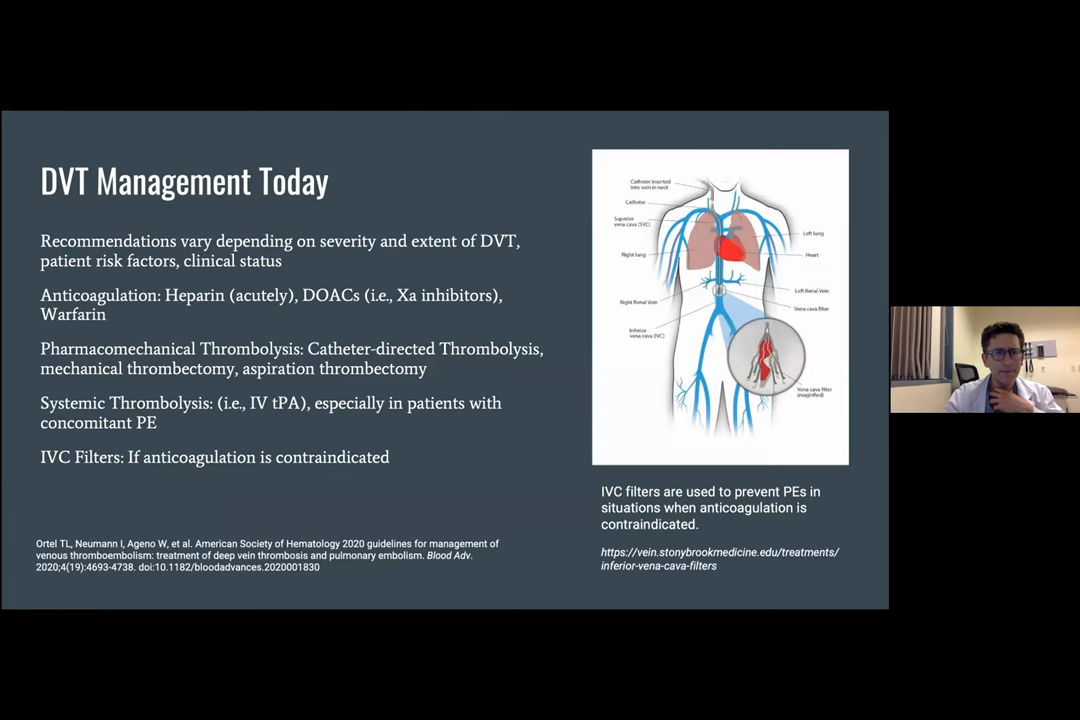 DVT Management Today
Recommendations vary depending on severity and extent of DVT,
patient risk factors, clinical status
Anticoagulation: Heparin (acutely), DOACs (i.e., Xa inhibitors),
Warfarin
Pharmacomechanical Thrombolysis: Catheter-directed Thrombolysis,
mechanical thrombectomy, aspiration thrombectomy
Systemic Thrombolysis: (i.e., IV tPA), especially in patients with
concomitant PE
IVC Filters: If anticoagulation is contraindicated
Ortel TL, Neumann I, Ageno W, et al. American Society of Hematology 2020 guidelines for management of
venous thromboembolism: treatment of deep vein thrombosis and pulmonary embolism. Blood Adv.
2020;4(19):4693-4738. doi:10.1182/bloodadvances.2020001830
Catheter inserted
into vein in neck
Catheter
Superior
vena cava (SVC)
Right lung
Right Renal Vein
Inferior
vena cava (IVC)
Left lung
Heart
Left Renal Vein
Vena cava filter
Vena cava filter
(magnified)
IVC filters are used to prevent PEs in
situations when anticoagulation is
contraindicated.
https://vein.stonybrookmedicine.edu/treatments/
inferior-vena-cava-filters